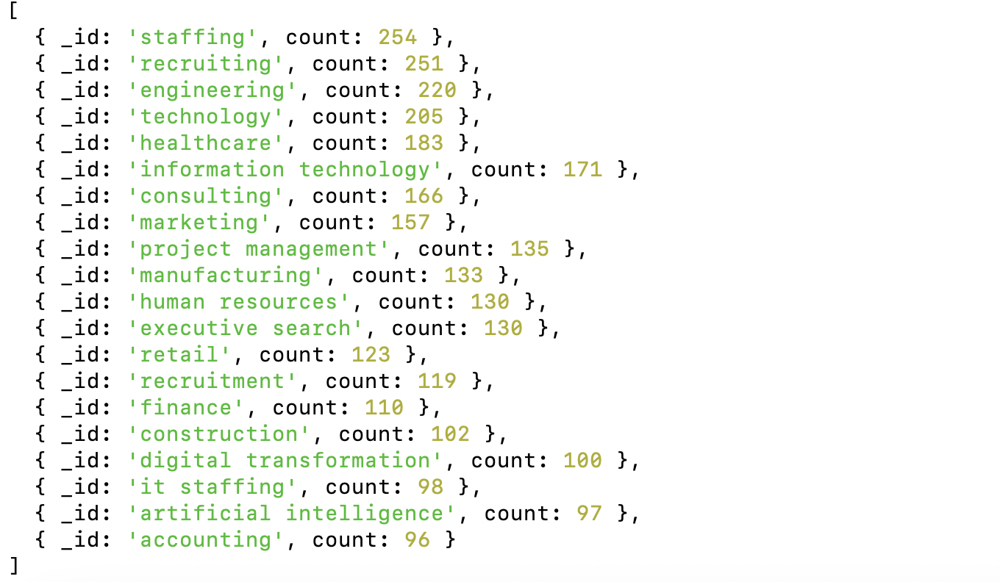 [
  { _id: 'staffing', count: 254 },
  { _id: 'recruiting', count: 251 },
  { _id: 'engineering', count: 220 },
  { _id: 'technology', count: 205 },
  { _id: 'healthcare', count: 183 },
  { _id: 'information technology', count: 171 },
  { _id: 'consulting', count: 166 },
  { _id: 'marketing', count: 157 },
  { _id: 'project management', count: 135 },
  { _id: 'manufacturing', count: 133 },
  { _id: 'human resources', count: 130 },
  { _id: 'executive search', count: 130 },
  { _id: 'retail', count: 123 },
  { _id: 'recruitment', count: 119 },
  { _id: 'finance', count: 110 },
  { _id: 'construction', count: 102 },
  { _id: 'digital transformation', count: 100 },
  { _id: 'it staffing', count: 98 },
  { _id: 'artificial intelligence', count: 97 },
  { _id: 'accounting', count: 96 }
]